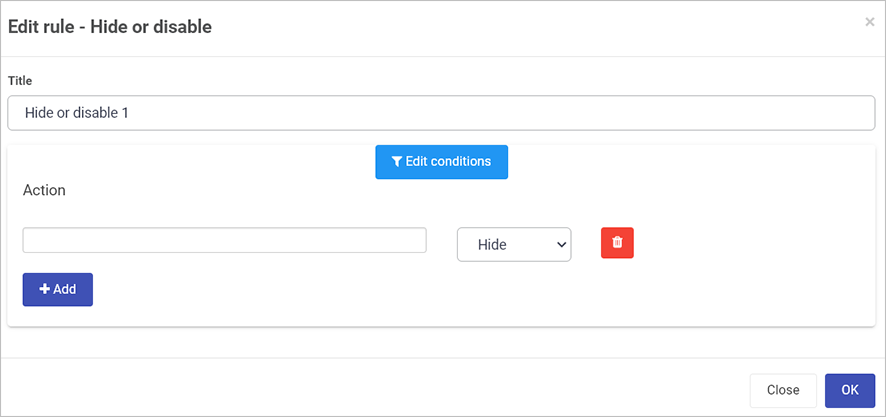 Edit rule - Hide or disable
×
Title
Hide or disable 1
Edit conditions
Action
Hide
+ Add
Close
OK